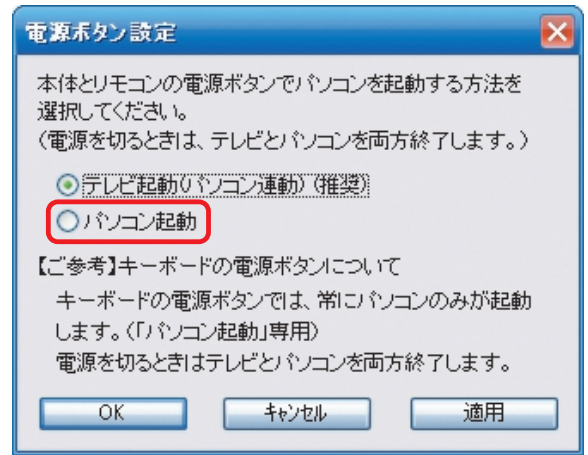 電源ボタン設定
本体とリモコンの電源ボタンでパソコンを起動する方法を
選択してください。
（電源を切るときは、テレビとパソコンを両方終了します。）
テレビ起動(パソコン連動) (推奨)
パソコン起動
【ご参考】キーボードの電源ボタンについて
キーボードの電源ボタンでは、常にパソコンのみが起動
します。(「パソコン起動」専用)
電源を切るときはテレビとパソコンを両方終了します。
OK キャンセル 適用